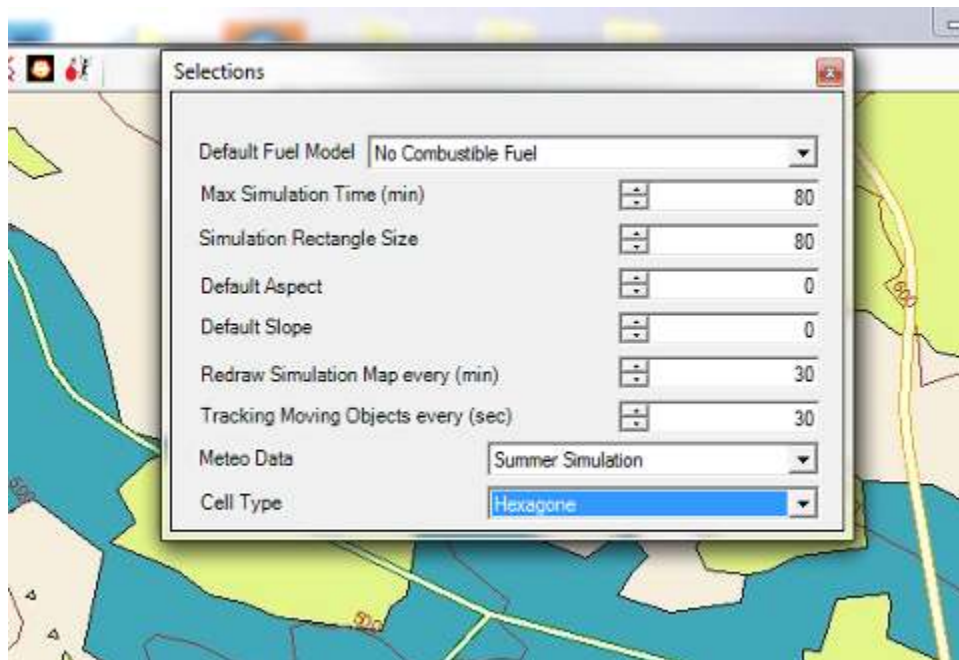 Selections
Default Fuel Model No Combustible Fuel
Max Simulation Time (min) 80
Simulation Rectangle Size 80
Default Aspect 0
Default Slope 0
Redraw Simulation Map every (min) 30
Tracking Moving Objects every (sec) 30
Meteo Data Summer Simulation
Cell Type Hexagone